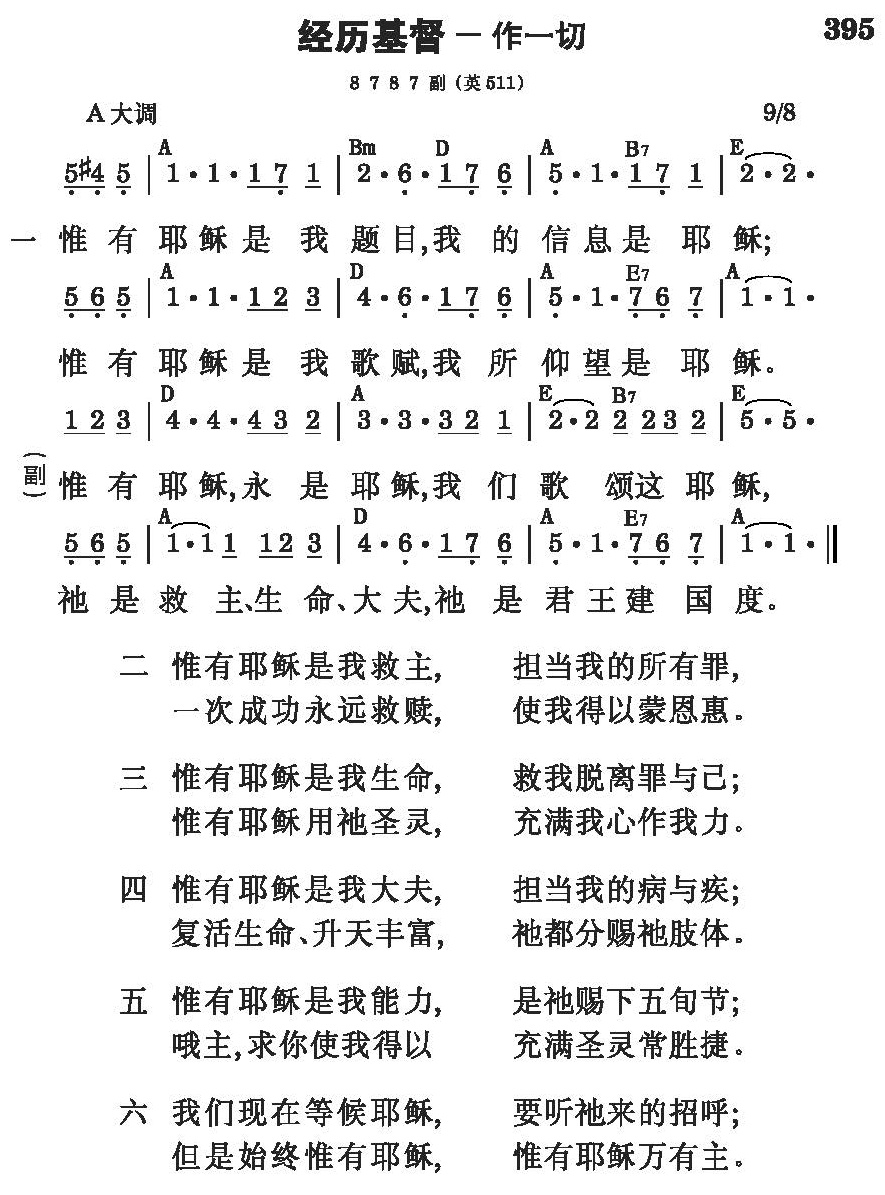 经历基督－作一切 395
8 7 8 7 副（英511）
A大调 9/8
A Bm D A B7 E
5#4 5 | 1·1·1 7 1 | 2·6·1 7 6 | 5·1·1 7 1 | 2·2·
一 惟有耶稣是我题目,我的信息是耶稣;
A D A E7 A
5 6 5 | 1·1·1 2 3 | 4·6·1 7 6 | 5·1·7 6 7 | 1·1·
惟有耶稣是我歌赋,我所仰望是耶稣。
D A E B7 E
1 2 3 | 4·4·4 3 2 | 3·3·3 2 1 | 2·2 2 223 2 | 5·5·
（副） 惟有耶稣,永是耶稣,我们歌颂这耶稣,
A D A E7 A
5 6 5 | 1·1 1 12 3 | 4·6·1 7 6 | 5·1·7 6 7 | 1·1· ‖
祂是救主、生命、大夫,祂是君王建国度。
二 惟有耶稣是我救主, 担当我的所有罪,
一次成功永远救赎, 使我得以蒙恩惠。
三 惟有耶稣是我生命, 救我脱离罪与己;
惟有耶稣用祂圣灵, 充满我心作我力。
四 惟有耶稣是我大夫, 担当我的病与疾;
复活生命、升天丰富, 祂都分赐祂肢体。
五 惟有耶稣是我能力, 是祂赐下五旬节;
哦主,求你使我得以 充满圣灵常胜捷。
六 我们现在等候耶稣, 要听祂来的招呼;
但是始终惟有耶稣, 惟有耶稣万有主。